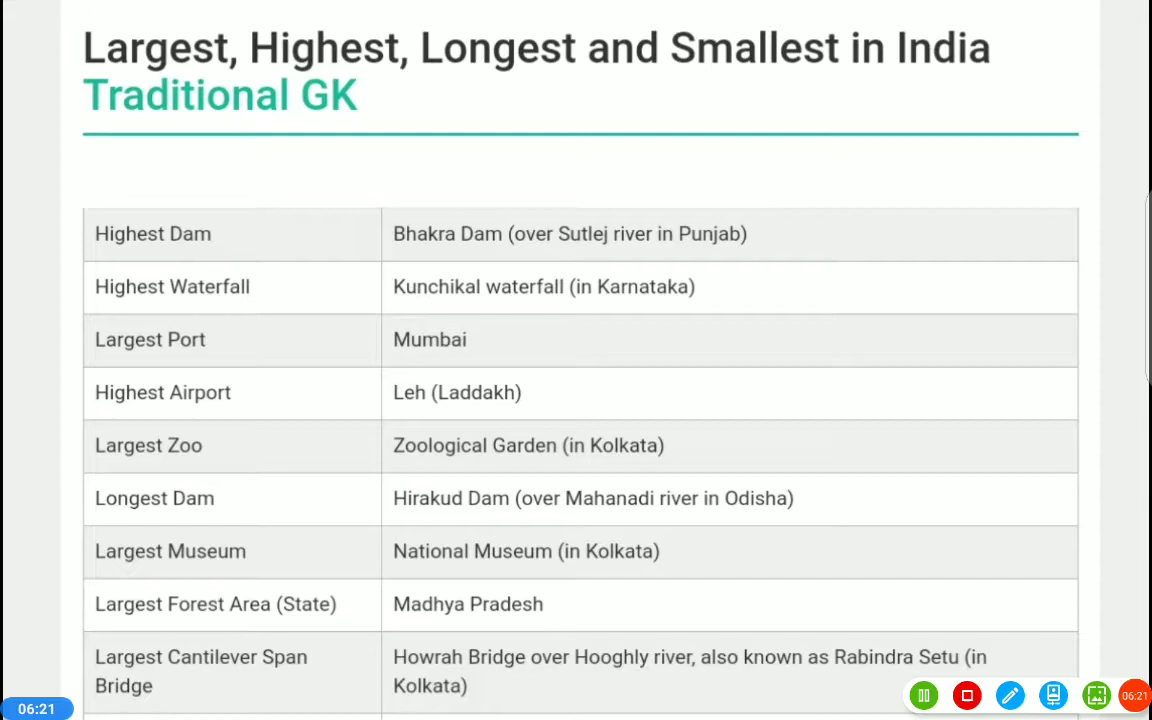 Largest, Highest, Longest and Smallest in India
Traditional GK
Highest Dam
Bhakra Dam (over Sutlej river in Punjab)
Highest Waterfall
Kunchikal waterfall (in Karnataka)
Largest Port
Mumbai
Highest Airport
Leh (Laddakh)
Largest Zoo
Zoological Garden (in Kolkata)
Longest Dam
Hirakud Dam (over Mahanadi river in Odisha)
Largest Museum
National Museum (in Kolkata)
Largest Forest Area (State)
Madhya Pradesh
Largest Cantilever Span
Bridge
Howrah Bridge over Hooghly river, also known as Rabindra Setu (in
Kolkata)
06:21
06:21